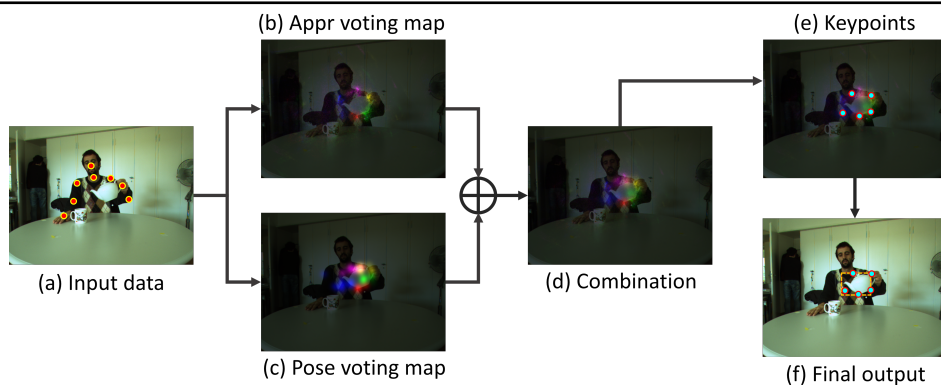 (b) Appr voting map
(e) Keypoints
(a) Input data
(d) Combination
(c) Pose voting map
(f) Final output